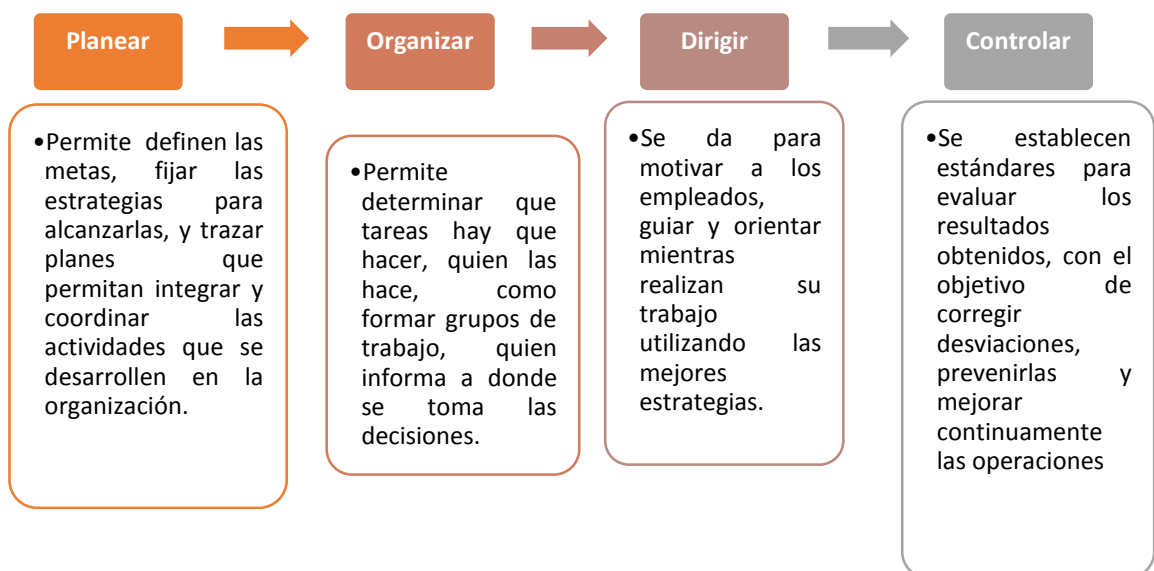 Planear
•Permite definen las
metas, fijar las
estrategias para
alcanzarlas, y trazar
planes que
permitan integrar y
coordinar las
actividades que se
desarrollen en la
organización.
Organizar
•Permite
determinar que
tareas hay que
hacer, quien las
hace, como
formar grupos de
trabajo, quien
informa a donde
se toma las
decisiones.
Dirigir
•Se da para
motivar a los
empleados,
guiar y orientar
mientras
realizan su
trabajo
utilizando las
mejores
estrategias.
Controlar
•Se establecen
estándares para
evaluar los
resultados
obtenidos, con el
objetivo de
corregir
desviaciones,
prevenirlas y
mejorar
continuamente
las operaciones